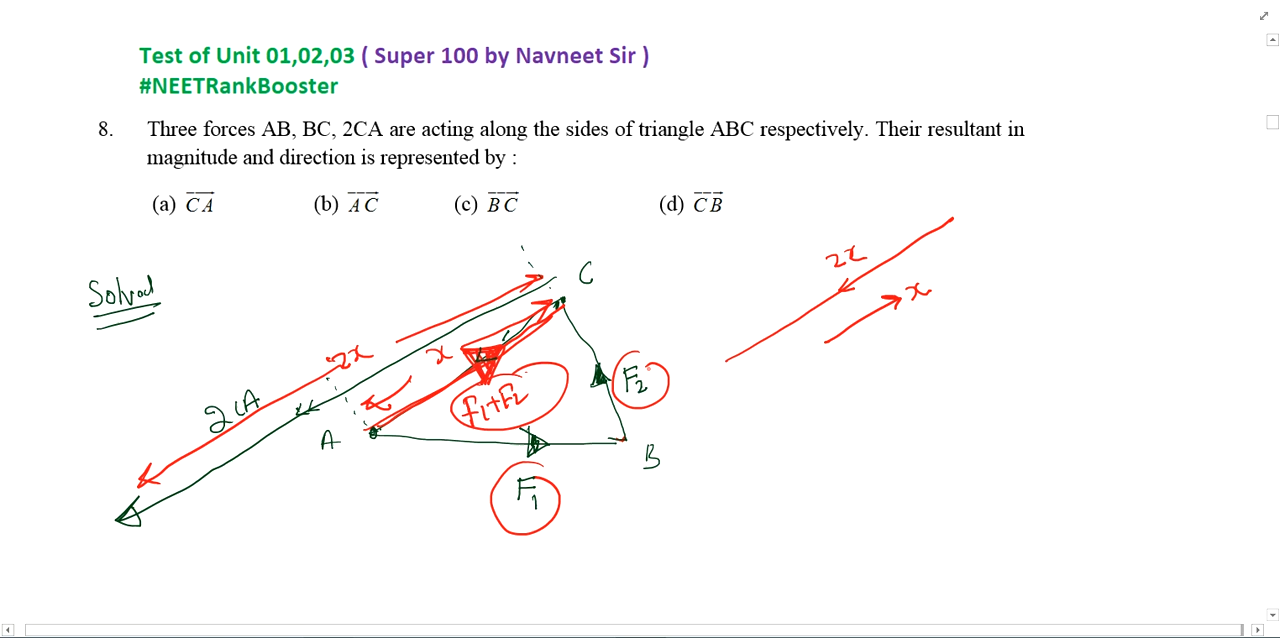 Test of Unit 01,02,03 ( Super 100 by Navneet Sir )
#NEETRankBooster
8. Three forces AB, BC, 2CA are acting along the sides of triangle ABC respectively. Their resultant in
magnitude and direction is represented by :
(a) CA (b) AC (c) BC (d) CB
Solved
2x
x
C
2x
x
2CA
F1+F2
F2
A
B
F1